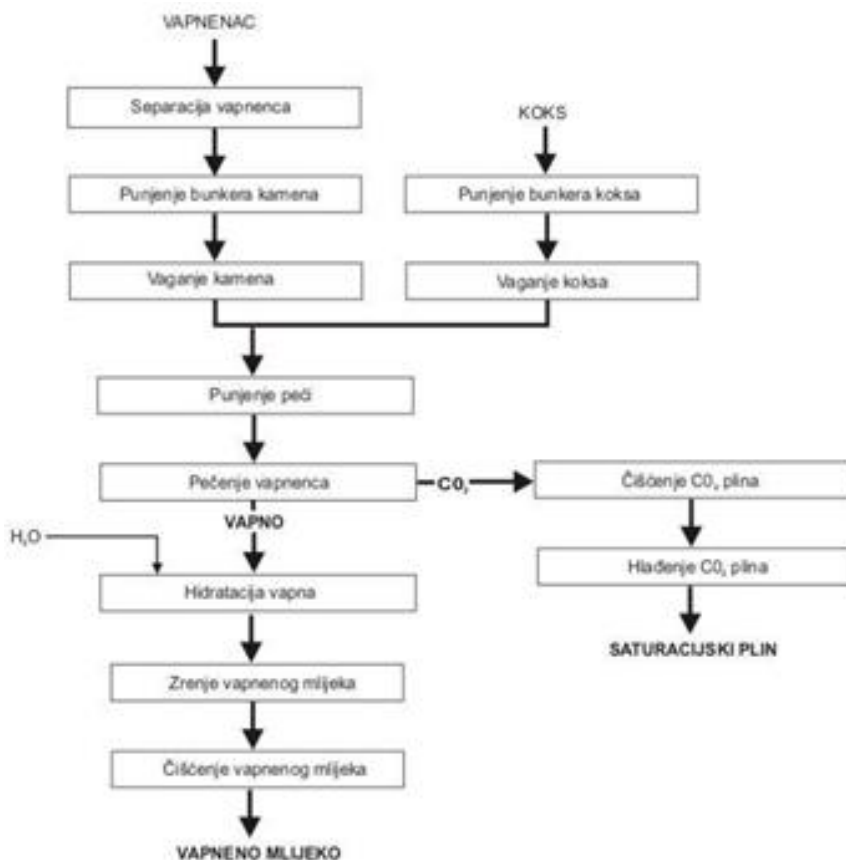 VAPNENAC
Separacija vapnenca
KOKS
Punjenje bunkera kamena
Punjenje bunkera koksa
Vaganje kamena
Vaganje koksa
Punjenje peći
Pečenje vapnenca
C0₂
Čišćenje C0₂ plina
VAPNO
H₂O
Hlađenje C0₂ plina
Hidratacija vapna
SATURACIJSKI PLIN
Zrenje vapnenog mlijeka
Čišćenje vapnenog mlijeka
VAPNENO MLIJEKO